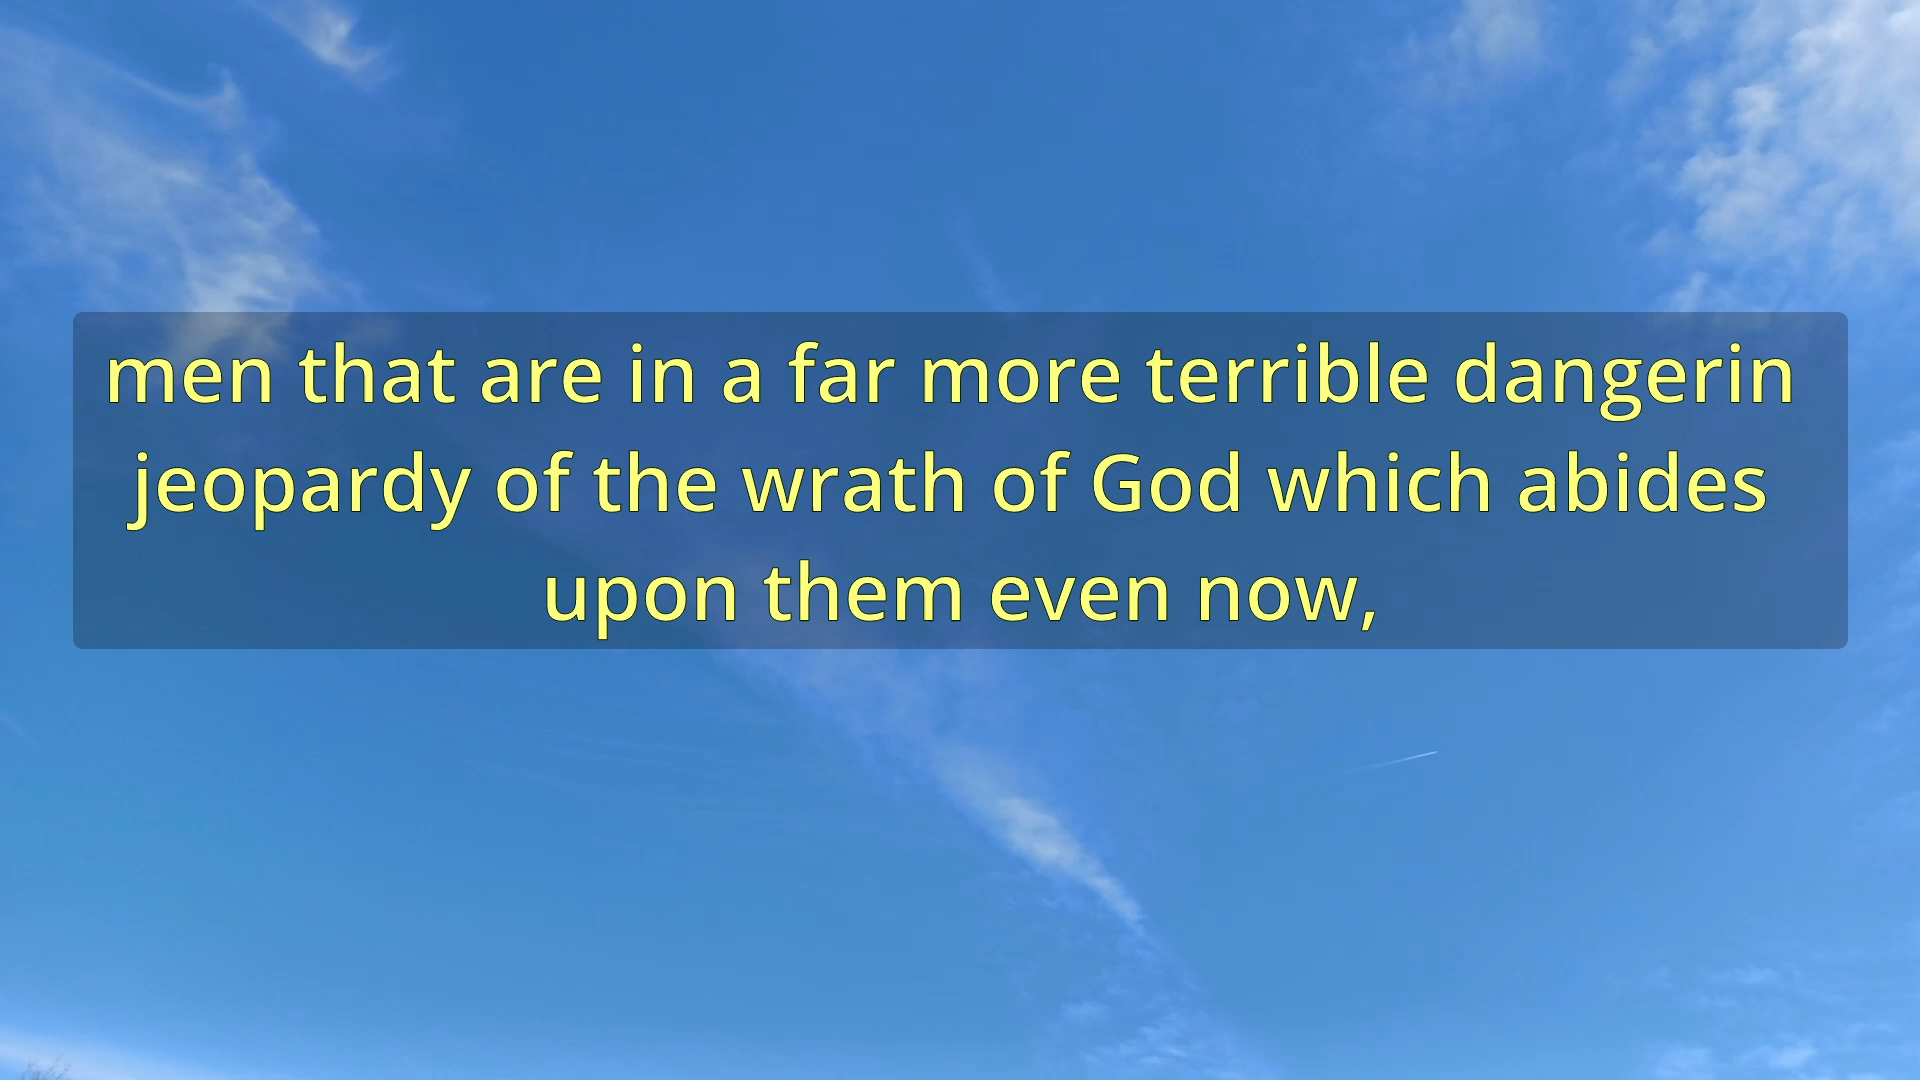 men that are in a far more terrible dangerin
jeopardy of the wrath of God which abides
upon them even now,